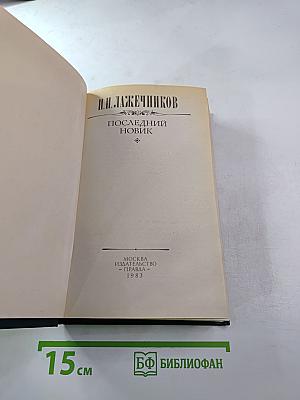 И.И.ЛАЖЕЧНИКОВ
ПОСЛЕДНИЙ
НОВИК
МОСКВА
ИЗДАТЕЛЬСТВО
«ПРАВДА»
1983
15 см
БФ БИБЛИОФАН